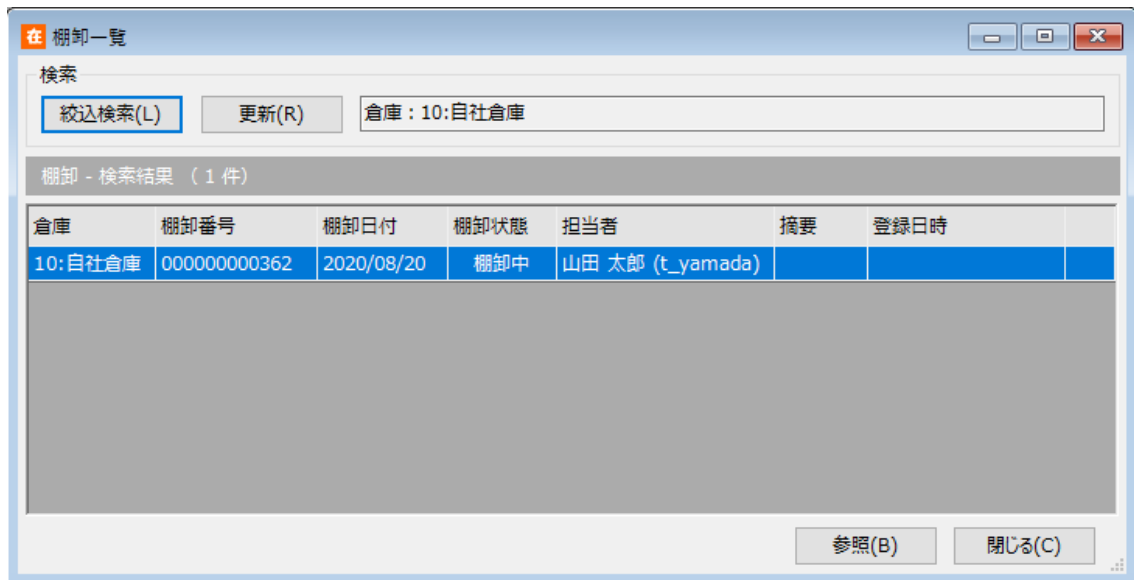 在 棚卸一覧
検索
絞込検索(L) 更新(R) 倉庫:10:自社倉庫
棚卸 - 検索結果 (1 件)
倉庫 棚卸番号 棚卸日付 棚卸状態 担当者 摘要 登録日時
10:自社倉庫 000000000362 2020/08/20 棚卸中 山田 太郎 (t_yamada)
参照(B) 閉じる(C)